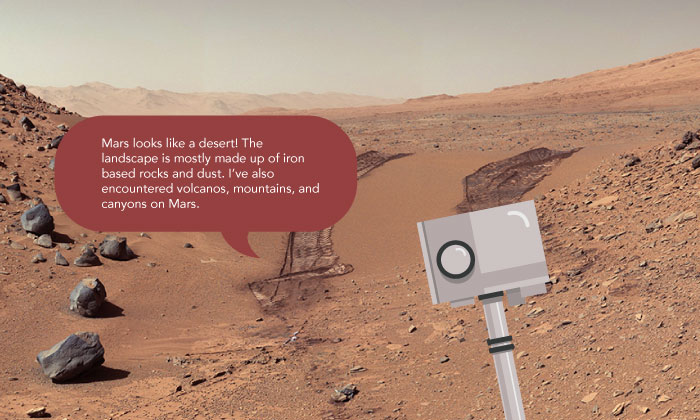 Mars looks like a desert! The
landscape is mostly made up of iron
based rocks and dust. I've also
encountered volcanos, mountains, and
canyons on Mars.